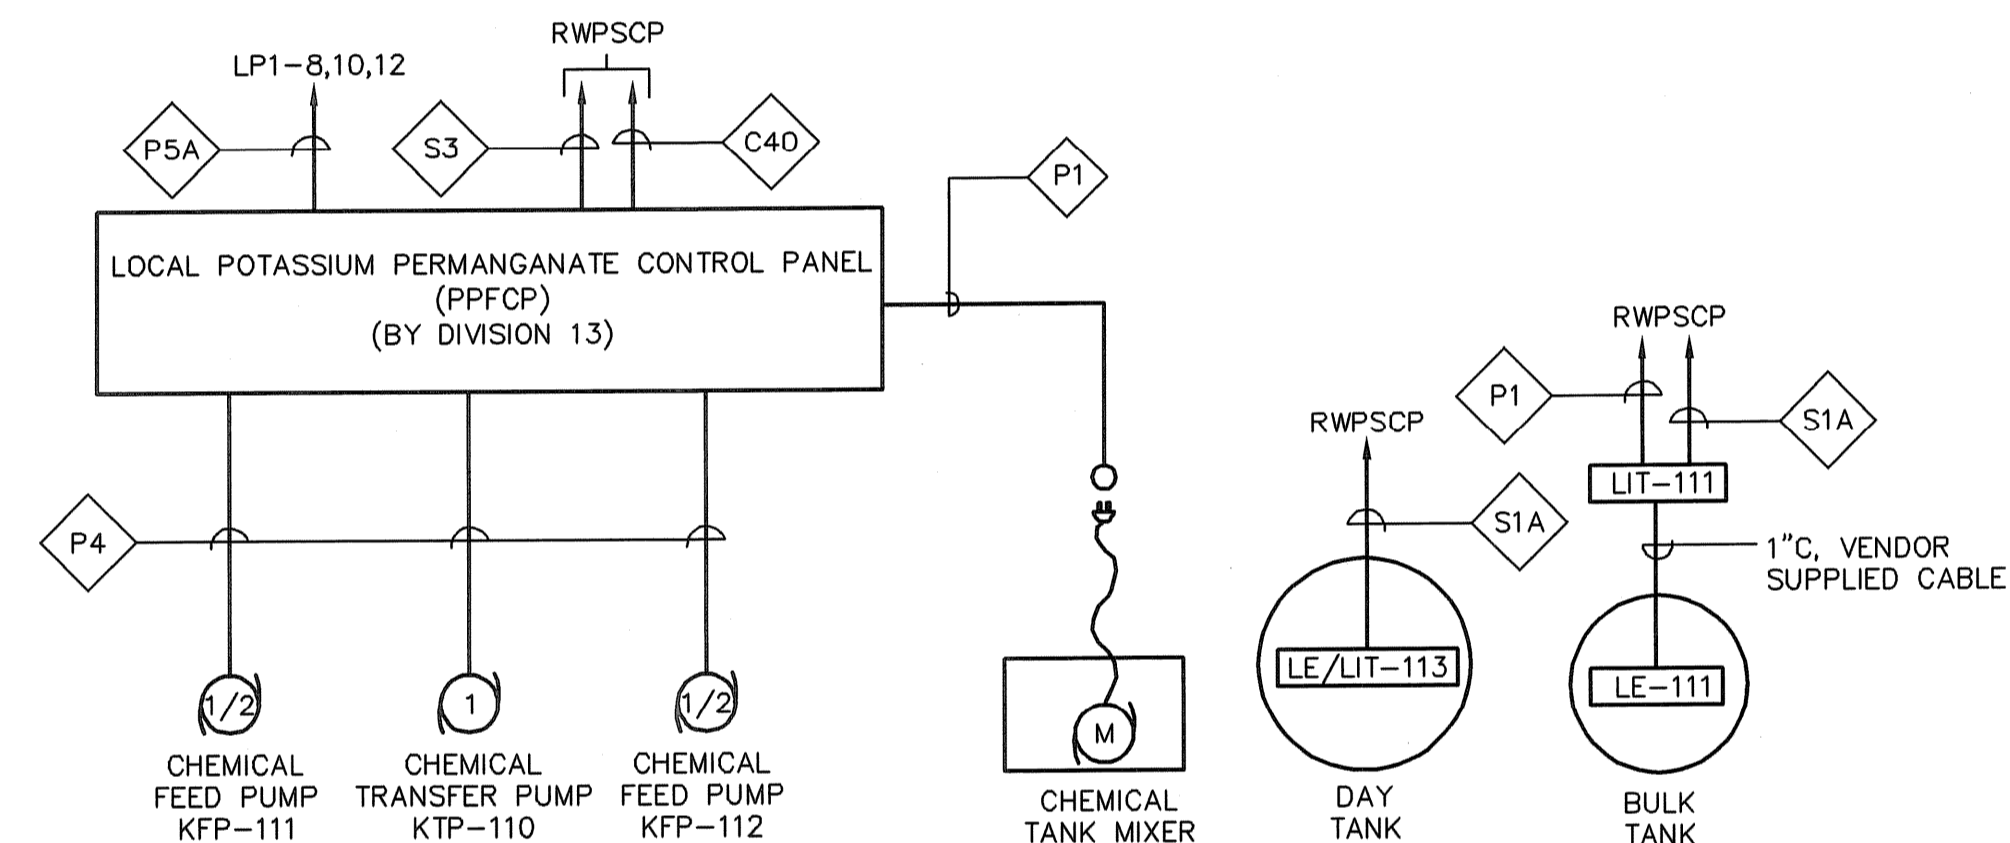 RWPSCP
LP1-8,10,12
P5A
S3
C40
P1
LOCAL POTASSIUM PERMANGANATE CONTROL PANEL
(PPFCP)
(BY DIVISION 13)
P4
1/2
1
1/2
CHEMICAL
FEED PUMP
KFP-111
CHEMICAL
TRANSFER PUMP
KTP-110
CHEMICAL
FEED PUMP
KFP-112
M
CHEMICAL
TANK MIXER
RWPSCP
S1A
LE/LIT-113
DAY
TANK
RWPSCP
P1
S1A
LIT-111
1"C, VENDOR
SUPPLIED CABLE
LE-111
BULK
TANK